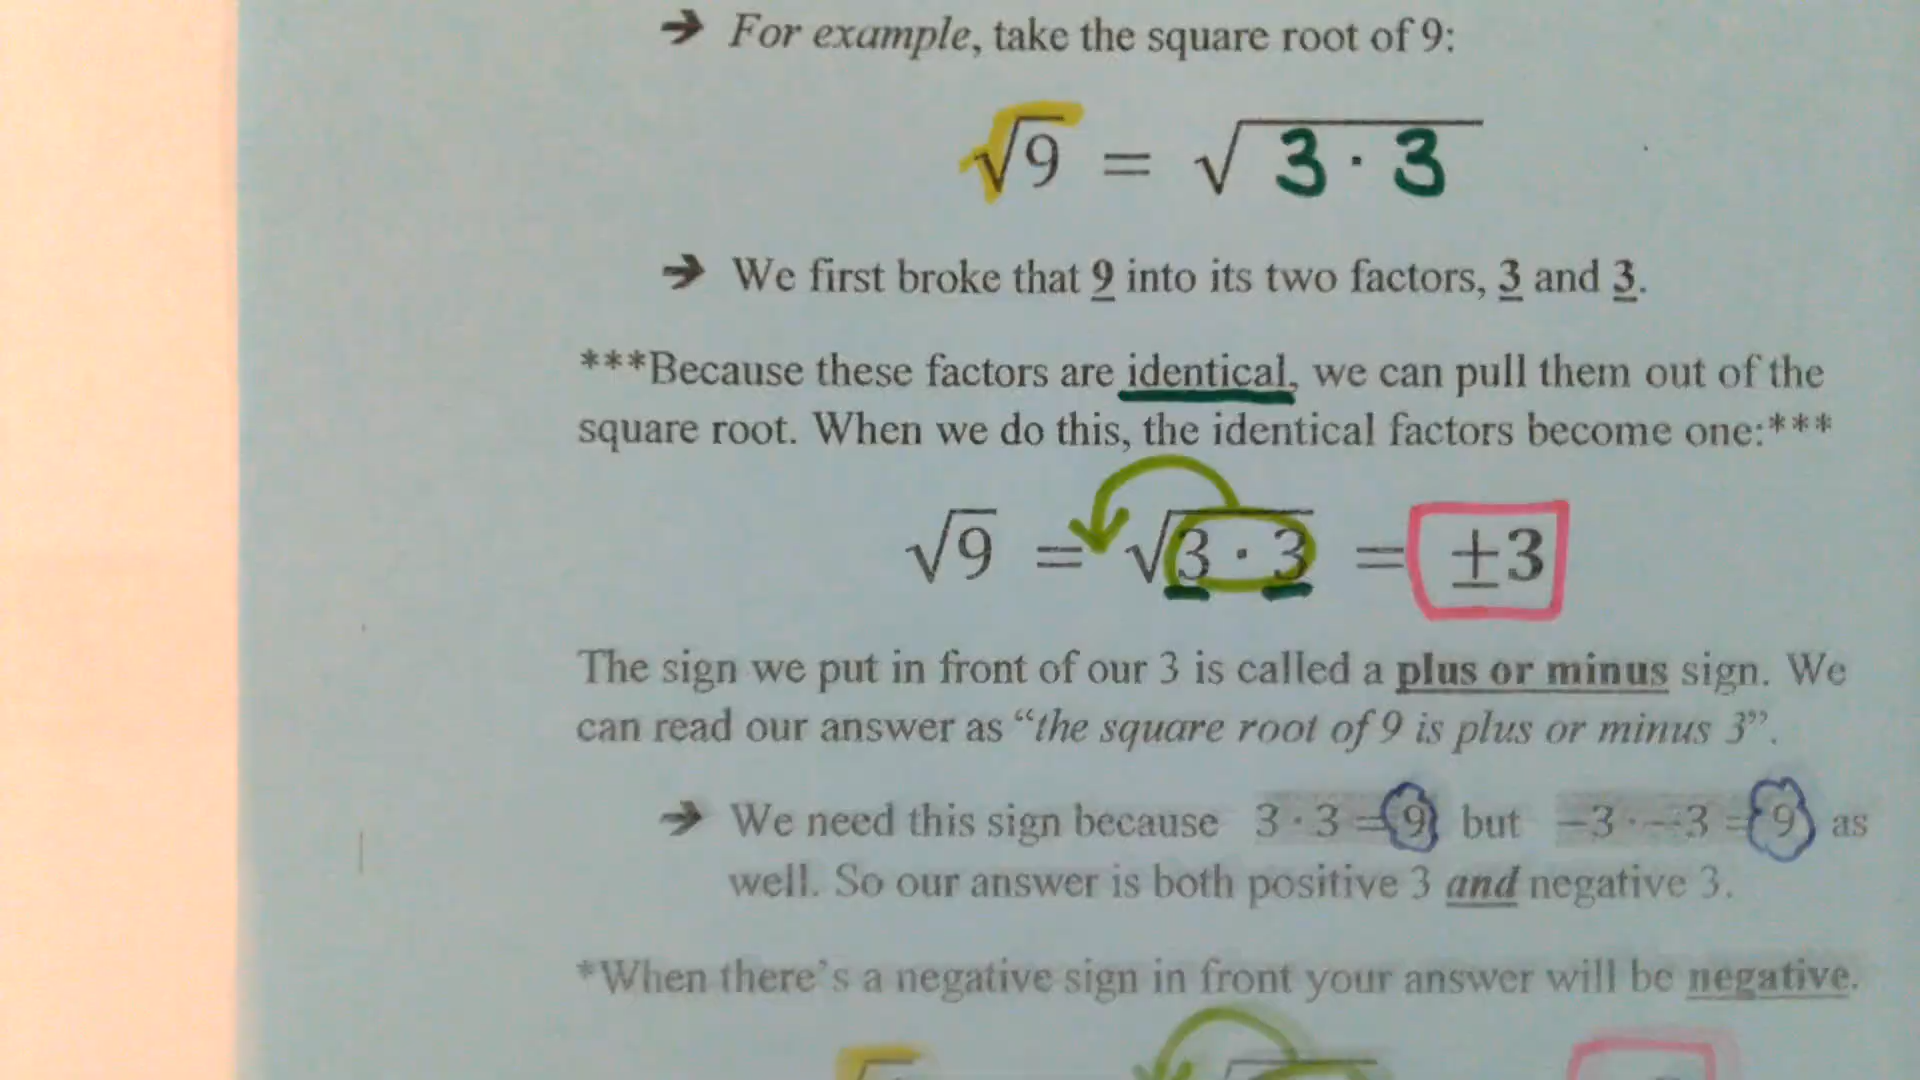 ➔ For example, take the square root of 9:
√9 = √3 · 3
➔ We first broke that 9 into its two factors, 3 and 3.
***Because these factors are identical, we can pull them out of the
square root. When we do this, the identical factors become one:***
√9 = √3 · 3 = ±3
The sign we put in front of our 3 is called a plus or minus sign. We
can read our answer as “the square root of 9 is plus or minus 3”.
➔ We need this sign because 3 · 3 = 9 but −3 · −3 = 9 as
well. So our answer is both positive 3 and negative 3.
*When there’s a negative sign in front your answer will be negative.